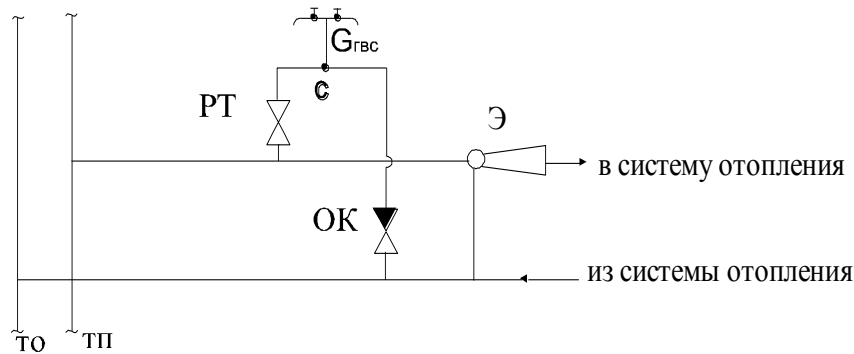 Gгвс
С
РТ
Э
в систему отопления
ОК
из системы отопления
ТО
ТП